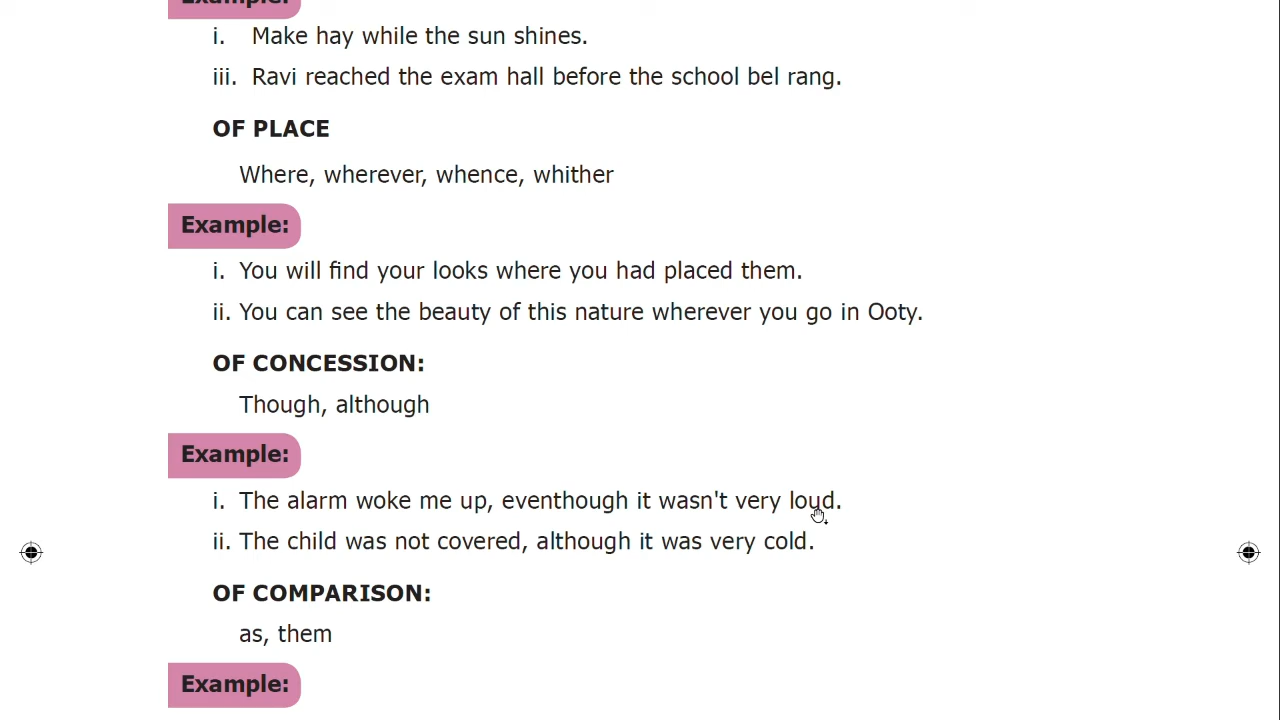 Example:
i. Make hay while the sun shines.
iii. Ravi reached the exam hall before the school bel rang.
OF PLACE
Where, wherever, whence, whither
Example:
i. You will find your looks where you had placed them.
ii. You can see the beauty of this nature wherever you go in Ooty.
OF CONCESSION:
Though, although
Example:
i. The alarm woke me up, eventhough it wasn't very loud.
ii. The child was not covered, although it was very cold.
OF COMPARISON:
as, them
Example: